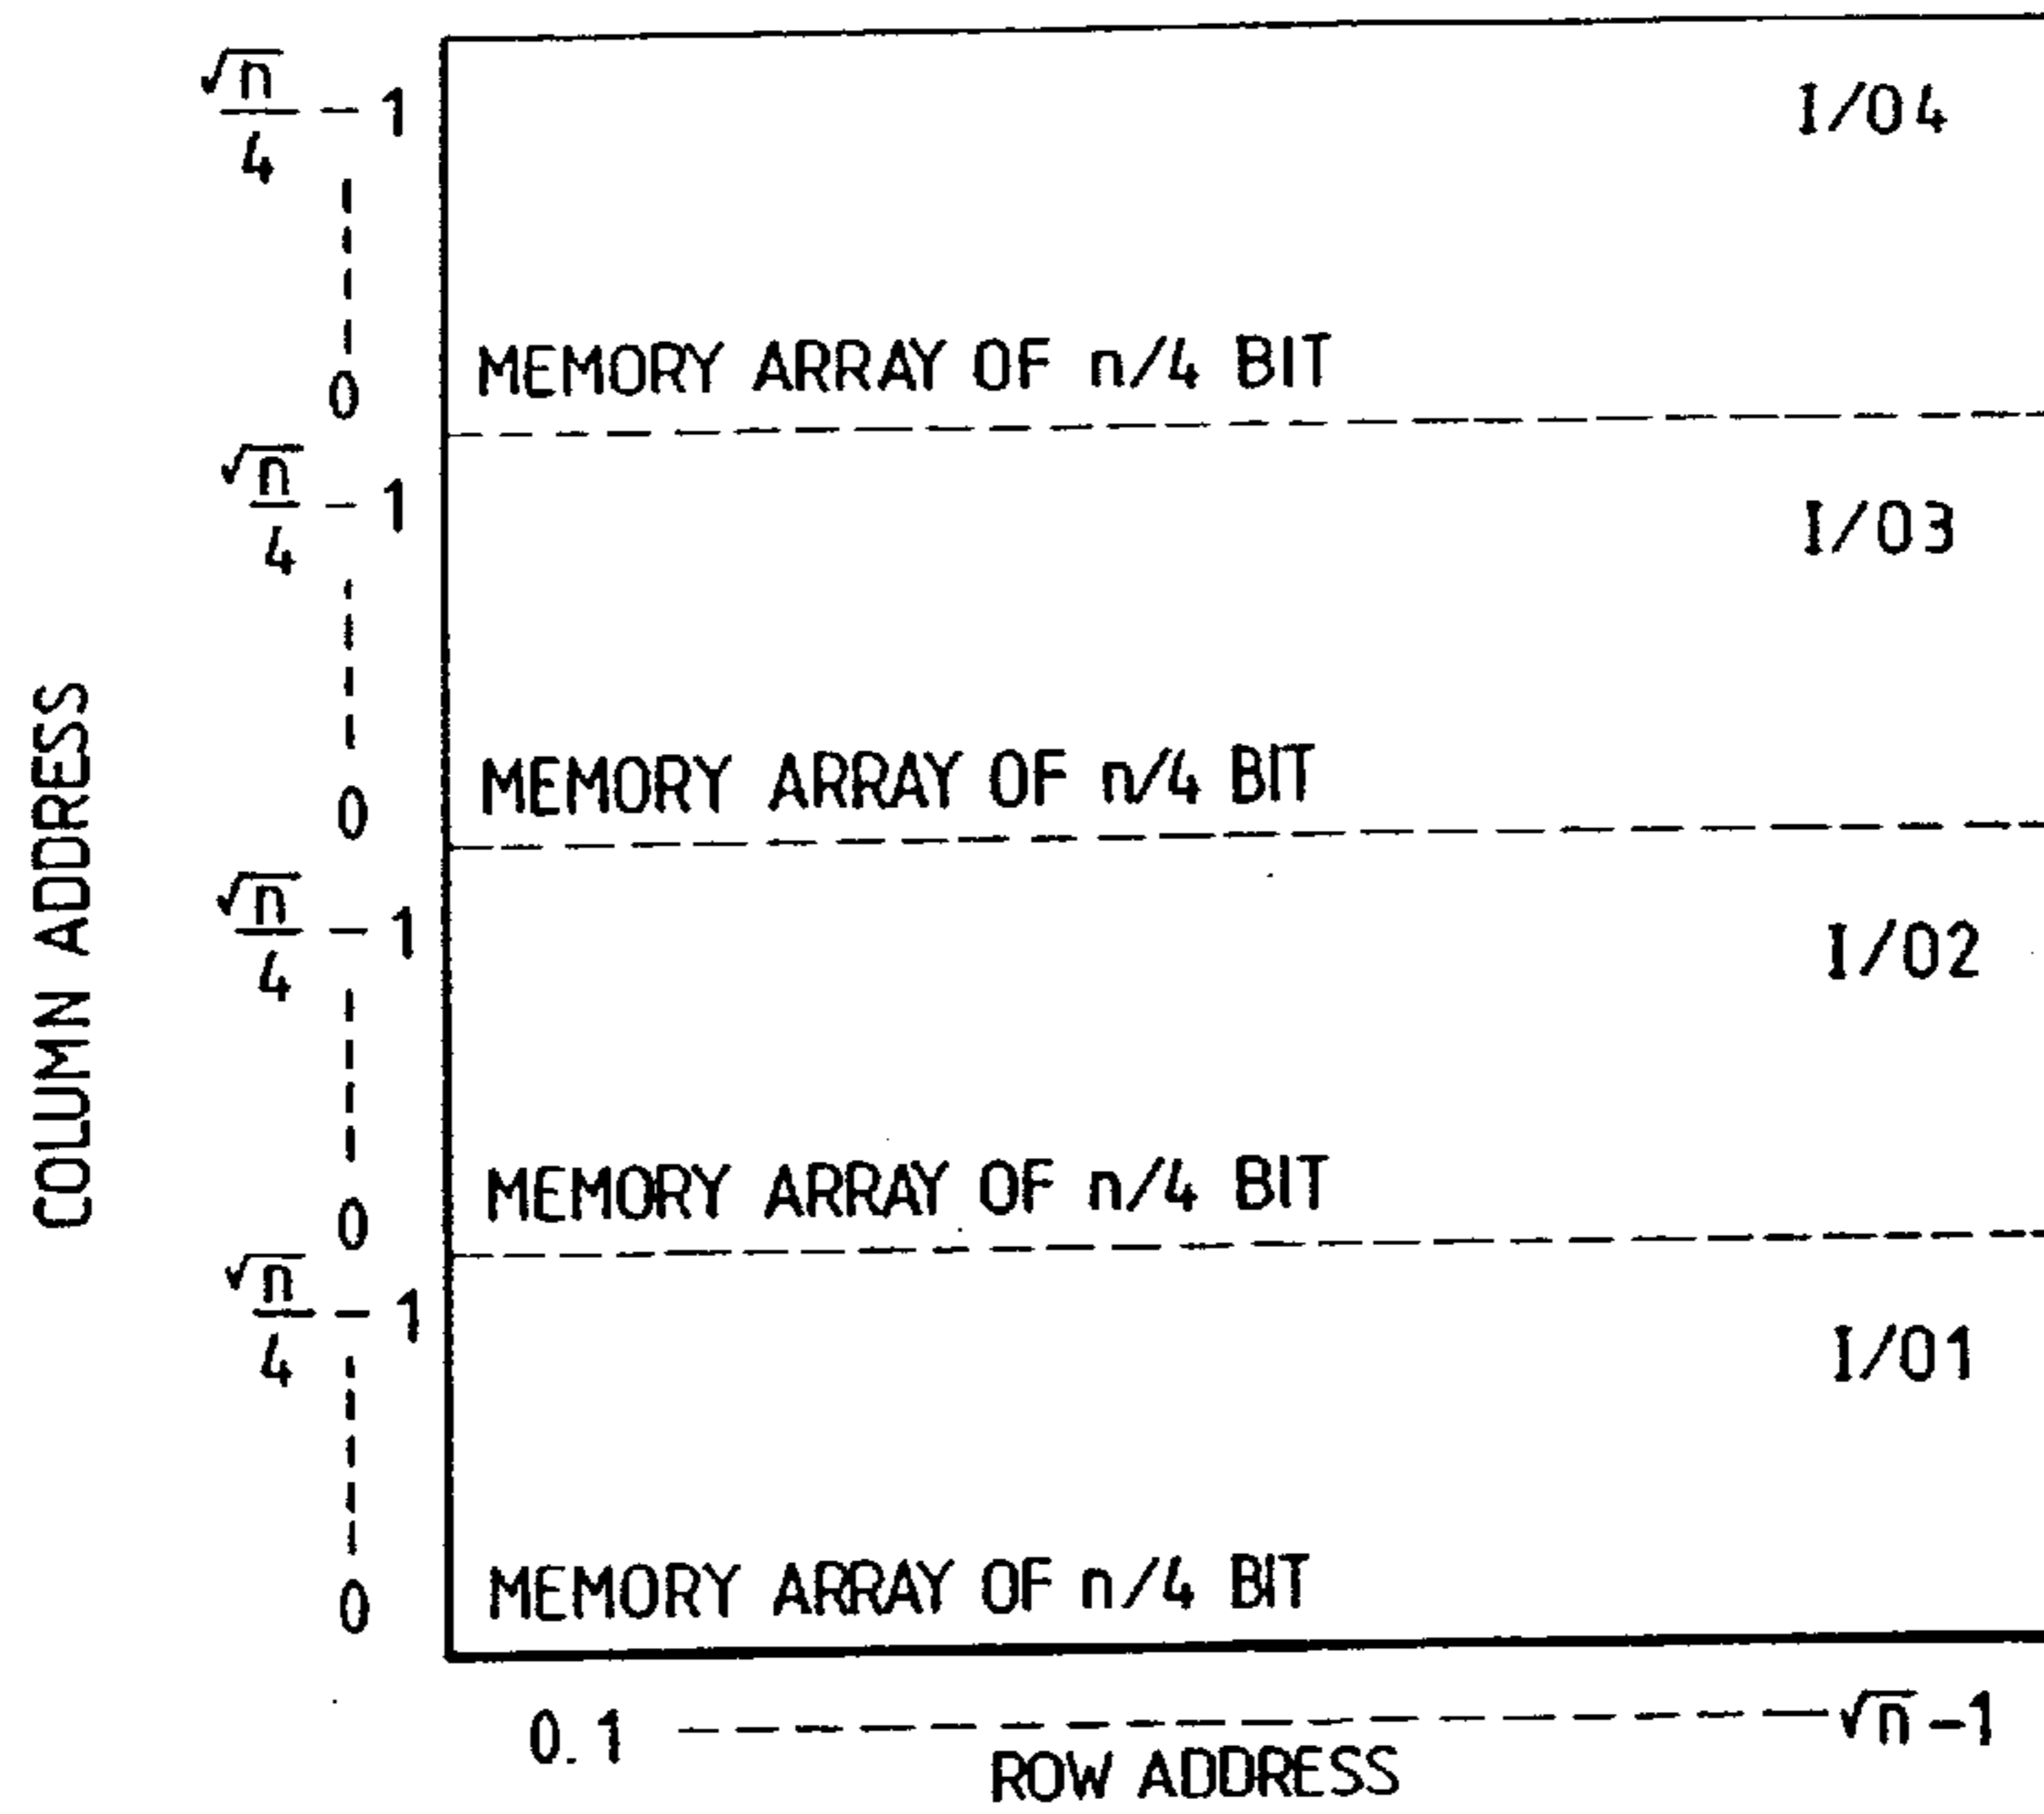 √n/4 - 1
I/04
0
MEMORY ARRAY OF n/4 BIT
√n/4 - 1
I/03
0
MEMORY ARRAY OF n/4 BIT
COLUMN ADDRESS
√n/4 - 1
I/02
0
MEMORY ARRAY OF n/4 BIT
√n/4 - 1
I/01
0
MEMORY ARRAY OF n/4 BIT
0. 1 √n - 1
ROW ADDRESS